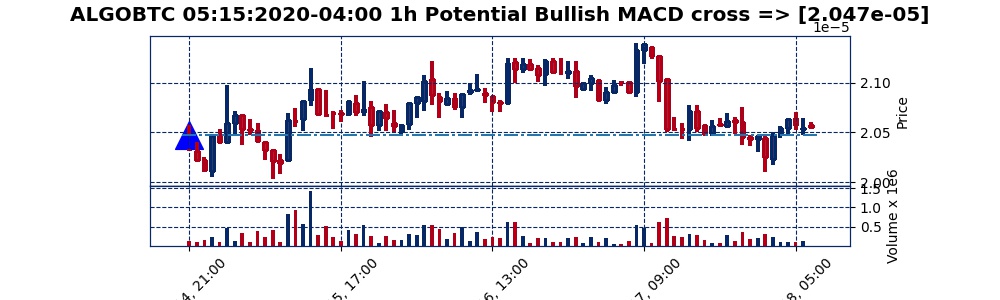 ALGOBTC 05:15:2020-04:00 1h Potential Bullish MACD cross => [2.047e-05]
1e−5
2.10
2.05
2.00
Price
1.5
1.0
0.5
Volume x 1e6
4, 21:00
5, 17:00
6, 13:00
7, 09:00
8, 05:00